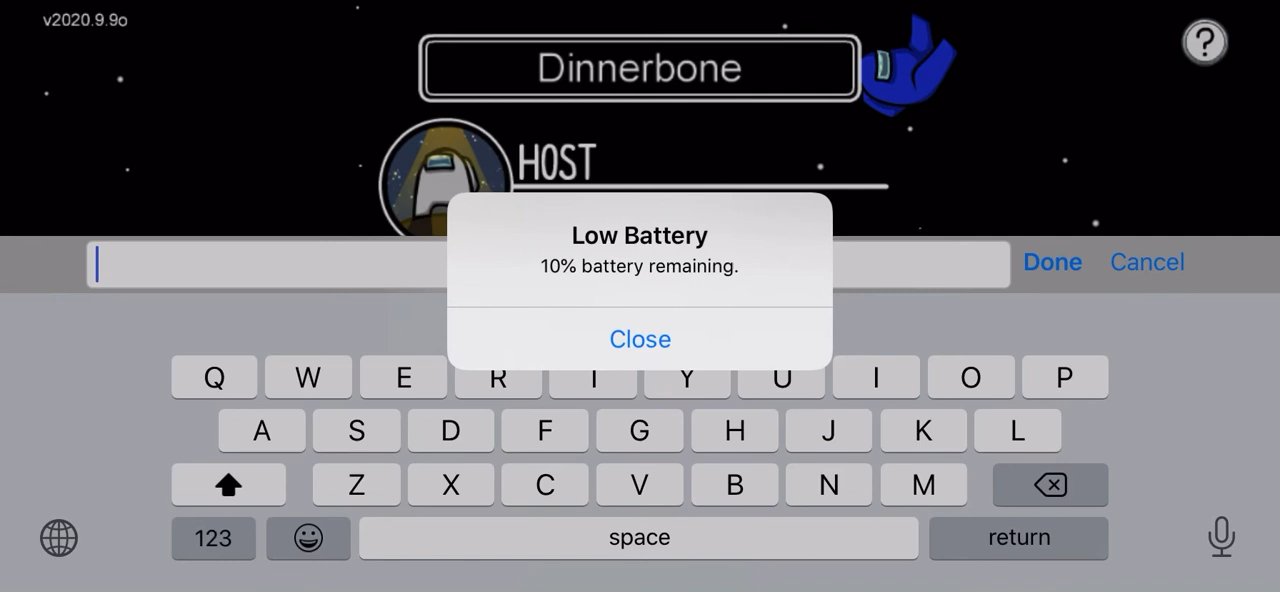 v2020.9.9o
Dinnerbone
?
HOST
Low Battery
10% battery remaining.
Done
Cancel
Close
Q W E R T Y U I O P
A S D F G H J K L
Z X C V B N M
123
space
return